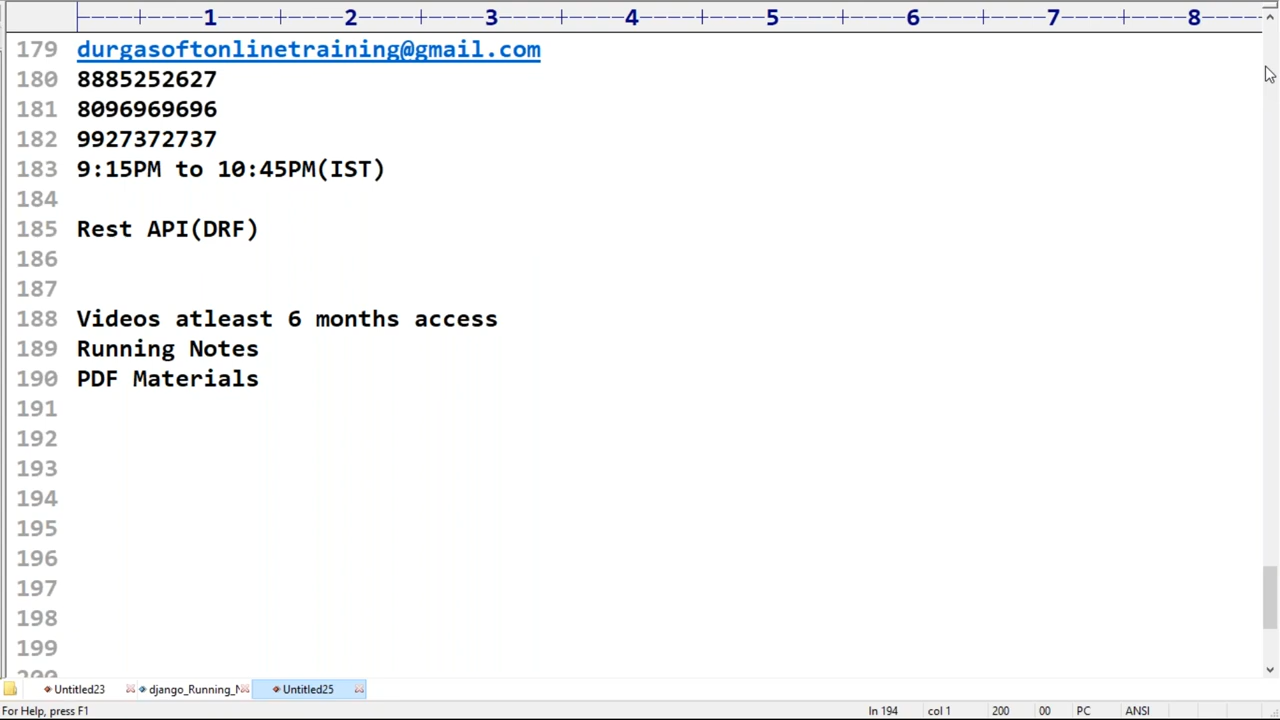 ----+----1----+----2----+----3----+----4----+----5----+----6----+----7----+----8----
179 durgasoftonlinetraining@gmail.com
180 8885252627
181 8096969696
182 9927372737
183 9:15PM to 10:45PM(IST)
184
185 Rest API(DRF)
186
187
188 Videos atleast 6 months access
189 Running Notes
190 PDF Materials
191
192
193
194
195
196
197
198
199
200
Untitled23 django_Running_N Untitled25
For Help, press F1 ln 194 col 1 200 00 PC ANSI